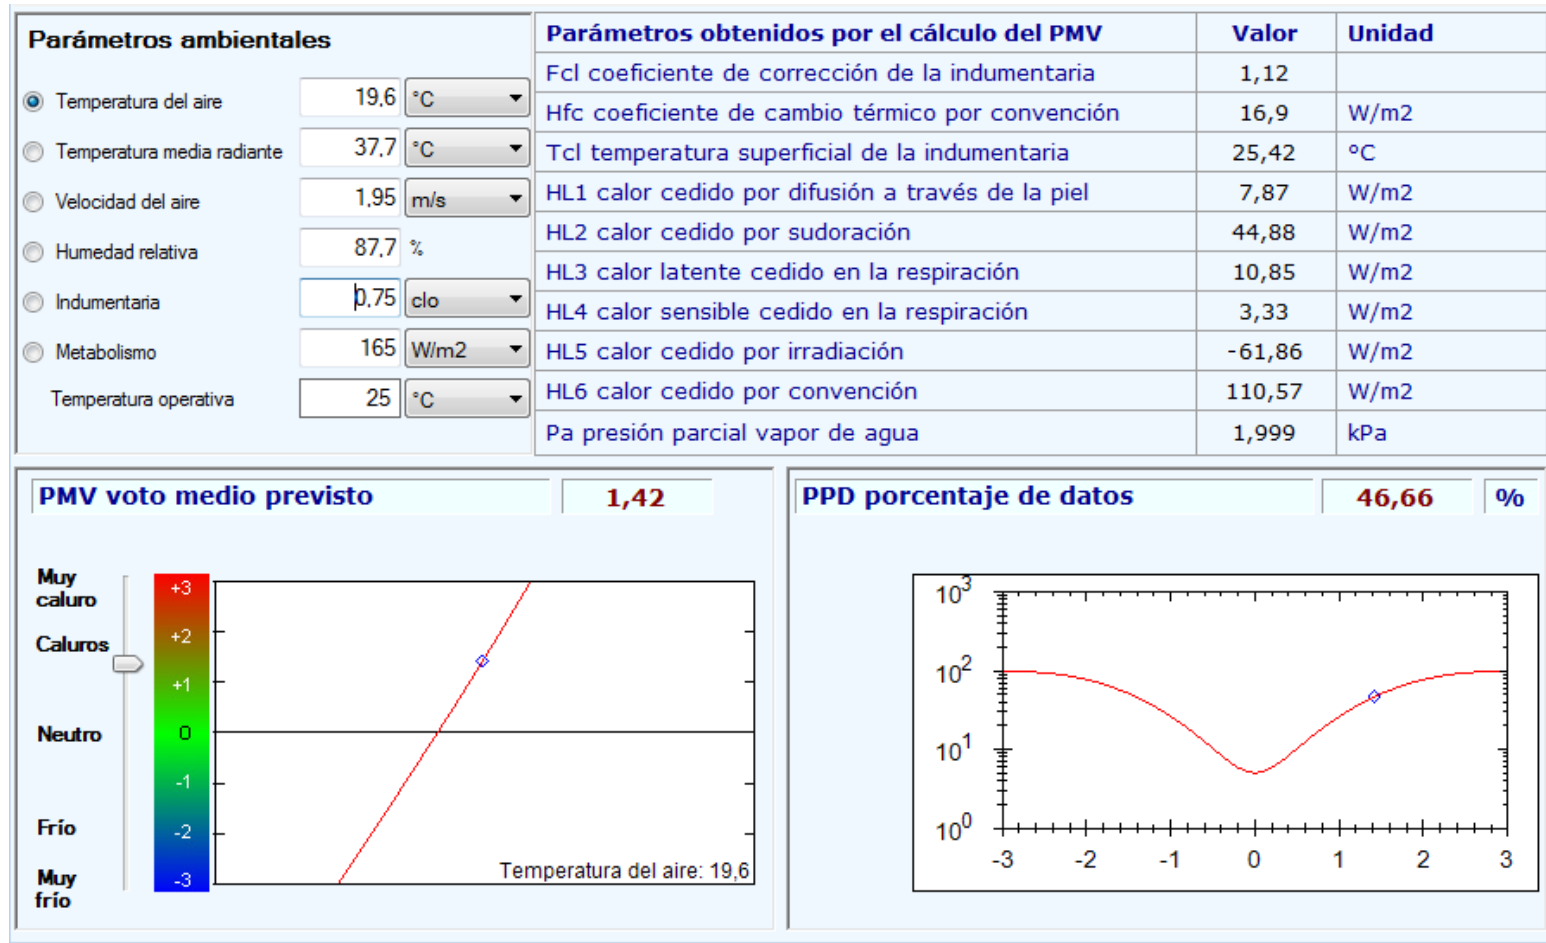 Parámetros ambientales
Temperatura del aire 19,6 °C
Temperatura media radiante 37,7 °C
Velocidad del aire 1,95 m/s
Humedad relativa 87,7 %
Indumentaria 0,75 clo
Metabolismo 165 W/m2
Temperatura operativa 25 °C
Parámetros obtenidos por el cálculo del PMV Valor Unidad
Fcl coeficiente de corrección de la indumentaria 1,12
Hfc coeficiente de cambio térmico por convención 16,9 W/m2
Tcl temperatura superficial de la indumentaria 25,42 °C
HL1 calor cedido por difusión a través de la piel 7,87 W/m2
HL2 calor cedido por sudoración 44,88 W/m2
HL3 calor latente cedido en la respiración 10,85 W/m2
HL4 calor sensible cedido en la respiración 3,33 W/m2
HL5 calor cedido por irradiación -61,86 W/m2
HL6 calor cedido por convención 110,57 W/m2
Pa presión parcial vapor de agua 1,999 kPa
PMV voto medio previsto 1,42
Muy
caluro
Caluros
Neutro
Frío
Muy
frío
+3
+2
+1
0
-1
-2
-3
Temperatura del aire: 19,6
PPD porcentaje de datos 46,66 %
10³
10²
10¹
10⁰
-3 -2 -1 0 1 2 3